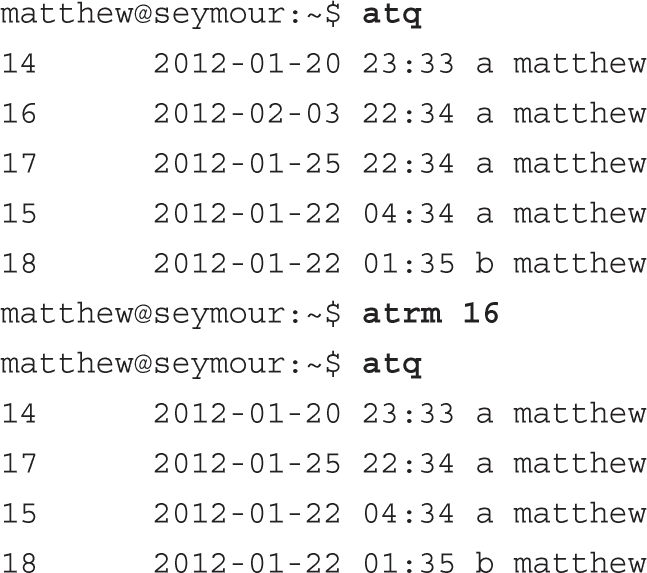 matthew@seymour:~$ atq
14      2012-01-20 23:33 a matthew
16      2012-02-03 22:34 a matthew
17      2012-01-25 22:34 a matthew
15      2012-01-22 04:34 a matthew
18      2012-01-22 01:35 b matthew
matthew@seymour:~$ atrm 16
matthew@seymour:~$ atq
14      2012-01-20 23:33 a matthew
17      2012-01-25 22:34 a matthew
15      2012-01-22 04:34 a matthew
18      2012-01-22 01:35 b matthew